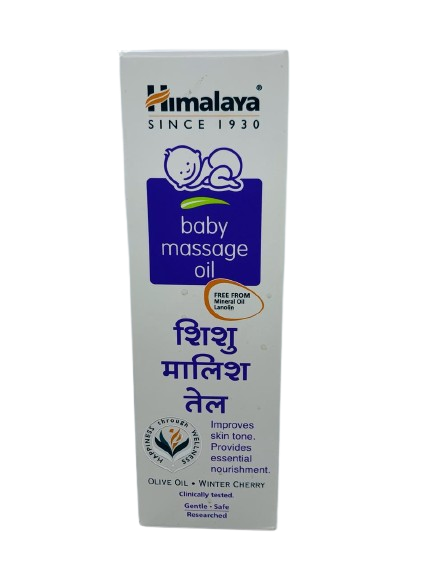 Himalaya®
SINCE 1930
baby
massage
oil
FREE FROM
Mineral Oil
Lanolin
शिशु
मालिश
तेल
HAPPINESS through WELLNESS
Improves
skin tone.
Provides
essential
nourishment.
OLIVE OIL • WINTER CHERRY
Clinically tested.
Gentle - Safe
Researched